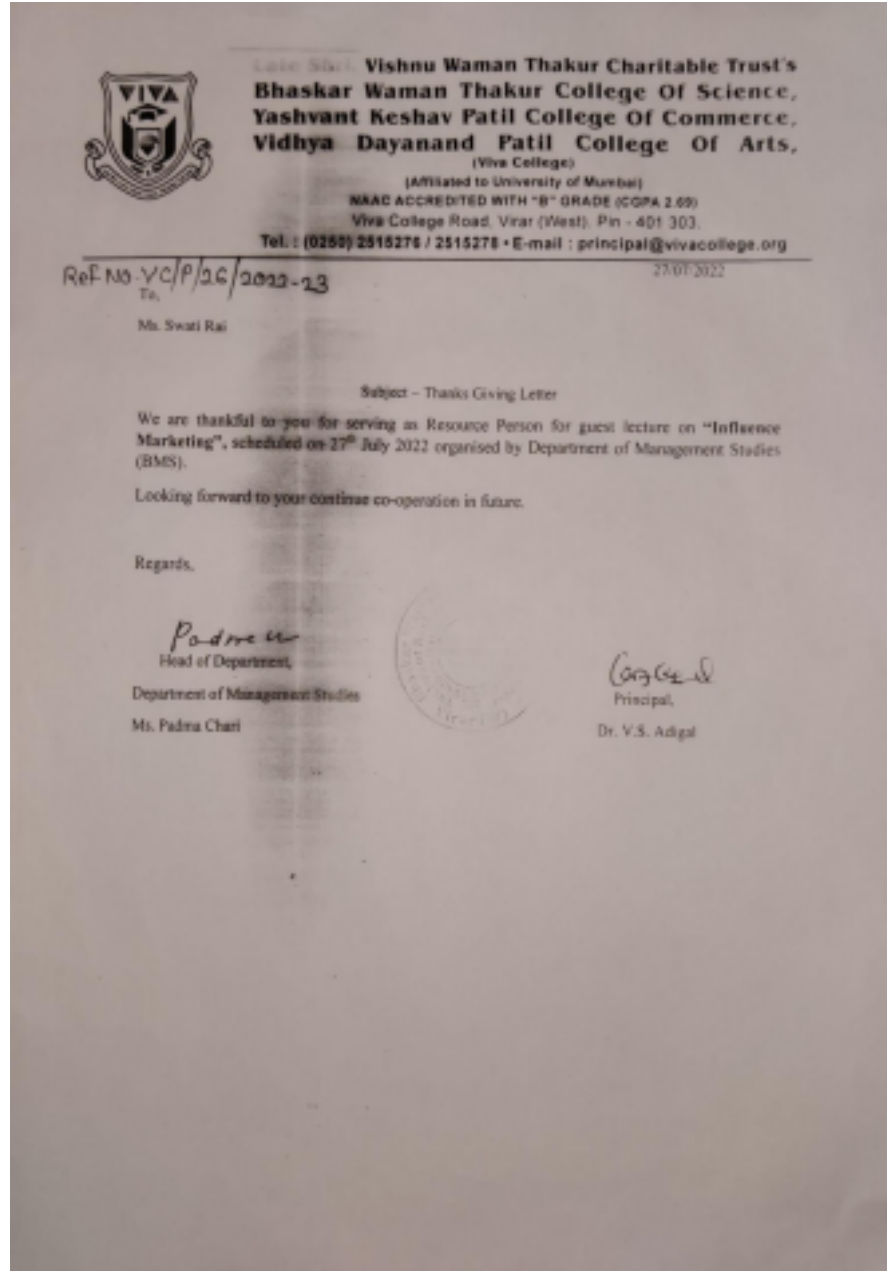 VIVA
Late Shri. Vishnu Waman Thakur Charitable Trust's
Bhaskar Waman Thakur College Of Science,
Yashvant Keshav Patil College Of Commerce,
Vidhya Dayanand Patil College Of Arts,
(Viva College)
(Affiliated to University of Mumbai)
NAAC ACCREDITED WITH "B" GRADE (CGPA 2.69)
Viva College Road, Virar (West). Pin - 401 303.
Tel. : (0250) 2515276 / 2515278 • E-mail : principal@vivacollege.org
27/07/2022
Ref No. VC/P/26/2022-23
To,
Ms. Swati Rai
Subject – Thanks Giving Letter
We are thankful to you for serving as Resource Person for guest lecture on “Influence
Marketing”, scheduled on 27th July 2022 organised by Department of Management Studies
(BMS).
Looking forward to your continue co-operation in future.
Regards,
Padma
Head of Department,
Department of Management Studies
Ms. Padma Chari
Principal,
Dr. V.S. Adigal